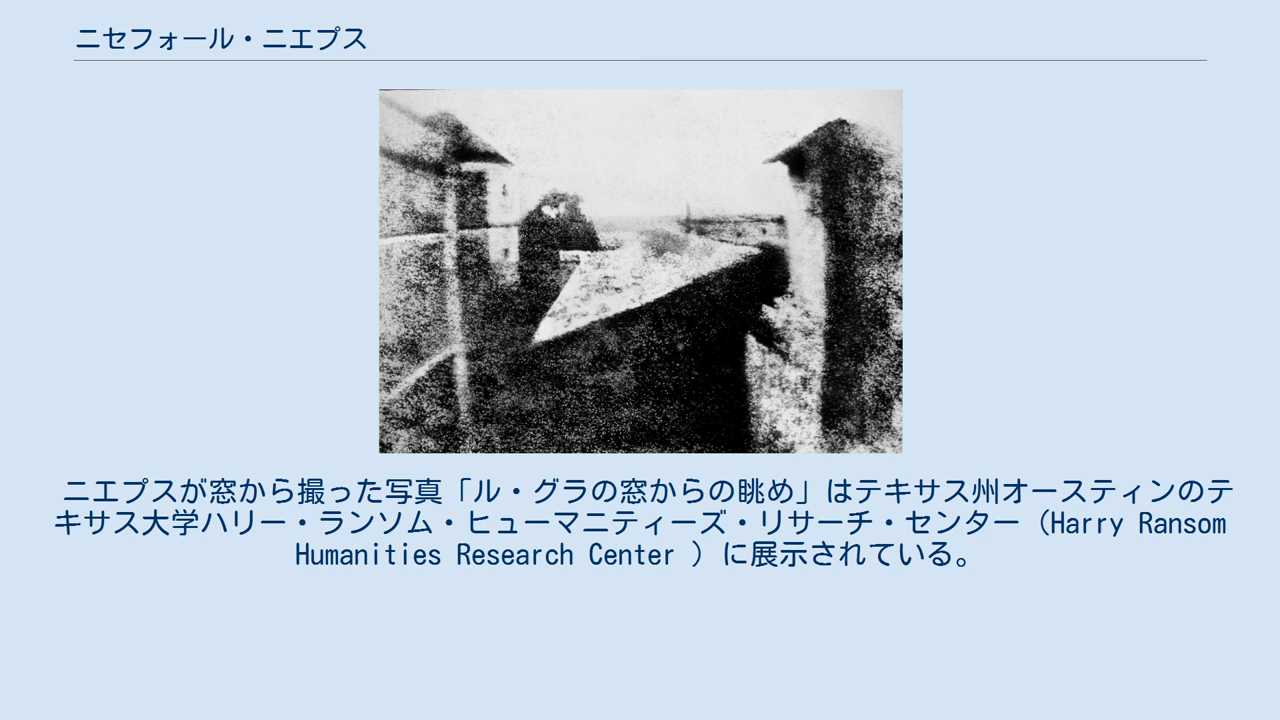 ニセフォール・ニエプス
ニエプスが窓から撮った写真「ル・グラの窓からの眺め」はテキサス州オースティンのテ
キサス大学ハリー・ランソム・ヒューマニティーズ・リサーチ・センター（Harry Ransom
Humanities Research Center ）に展示されている。